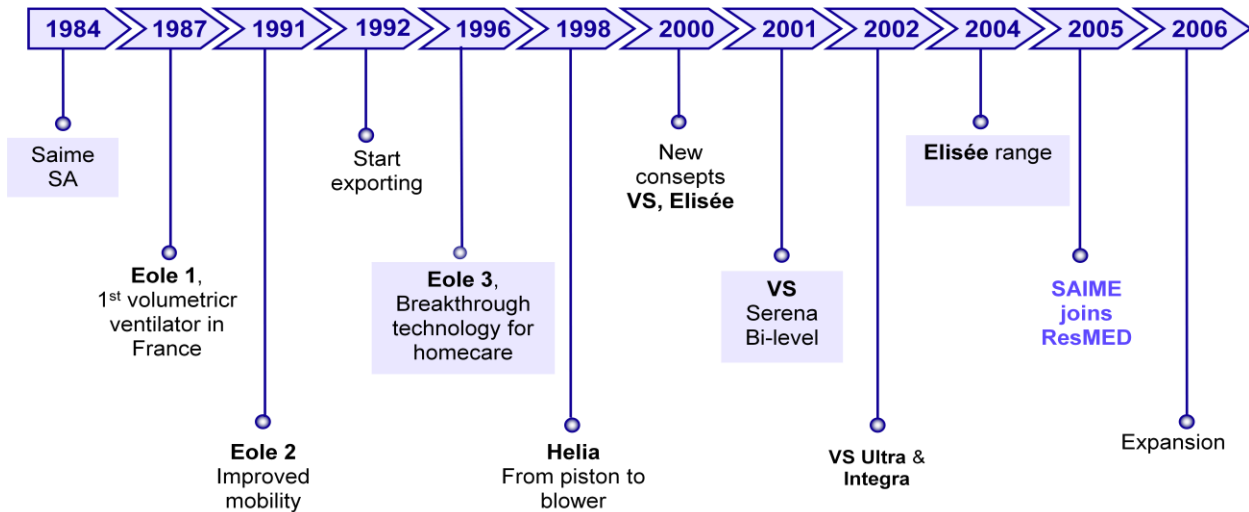 1984 1987 1991 1992 1996 1998 2000 2001 2002 2004 2005 2006
Saime
SA
Eole 1,
1st volumetricr
ventilator in
France
Eole 2
Improved
mobility
Start
exporting
Eole 3,
Breakthrough
technology for
homecare
Helia
From piston to
blower
New
consepts
VS, Elisée
VS
Serena
Bi-level
VS Ultra &
Integra
Elisée range
SAIME
joins
ResMED
Expansion